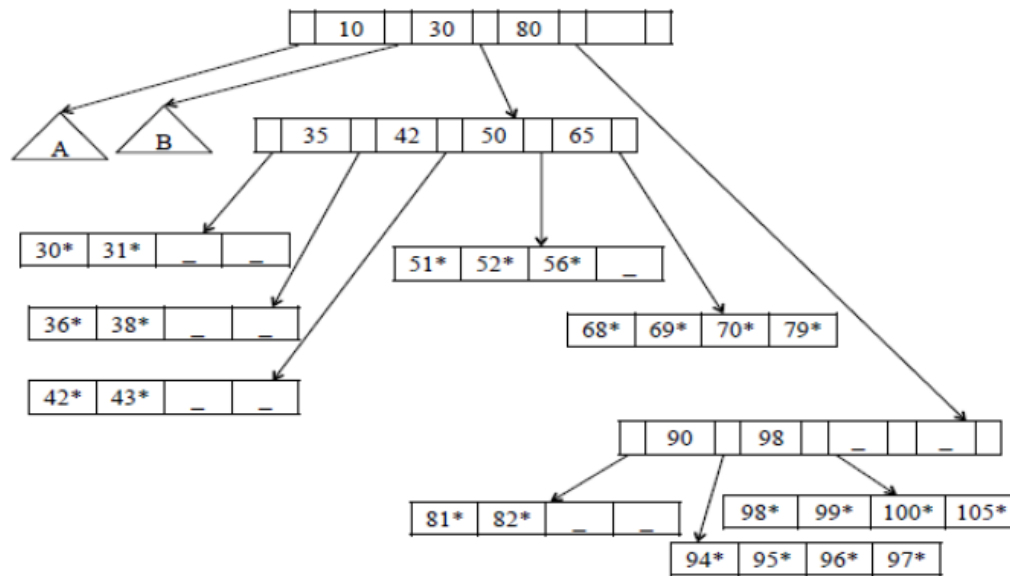 10 30 80
A B
35 42 50 65
30* 31* _ _
51* 52* 56* _
36* 38* _ _
68* 69* 70* 79*
42* 43* _ _
90 98 _ _
81* 82* _ _
98* 99* 100* 105*
94* 95* 96* 97*